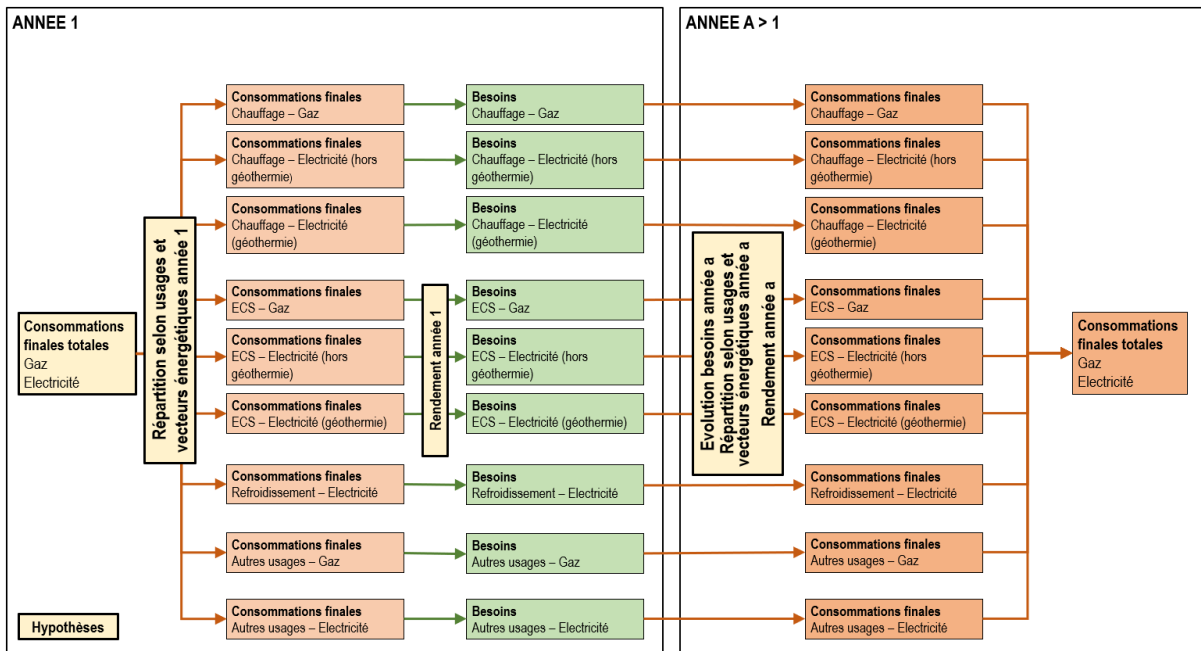 ANNEE 1
Consommations
finales totales
Gaz
Electricité
Répartition selon usages et
vecteurs énergétiques année 1
Consommations finales
Chauffage – Gaz
Consommations finales
Chauffage – Electricité (hors
géothermie)
Consommations finales
Chauffage – Electricité
(géothermie)
Consommations finales
ECS – Gaz
Consommations finales
ECS – Electricité (hors
géothermie)
Consommations finales
ECS – Electricité (géothermie)
Consommations finales
Refroidissement – Electricité
Consommations finales
Autres usages – Gaz
Consommations finales
Autres usages – Electricité
Rendement année 1
Besoins
Chauffage – Gaz
Besoins
Chauffage – Electricité (hors
géothermie)
Besoins
Chauffage – Electricité
(géothermie)
Besoins
ECS – Gaz
Besoins
ECS – Electricité (hors
géothermie)
Besoins
ECS – Electricité (géothermie)
Besoins
Refroidissement – Electricité
Besoins
Autres usages – Gaz
Besoins
Autres usages – Electricité
Hypothèses
ANNEE A > 1
Evolution besoins année a
Répartition selon usages et
vecteurs énergétiques année a
Rendement année a
Consommations finales
Chauffage – Gaz
Consommations finales
Chauffage – Electricité (hors
géothermie)
Consommations finales
Chauffage – Electricité
(géothermie)
Consommations finales
ECS – Gaz
Consommations finales
ECS – Electricité (hors
géothermie)
Consommations finales
ECS – Electricité (géothermie)
Consommations finales
Refroidissement – Electricité
Consommations finales
Autres usages – Gaz
Consommations finales
Autres usages – Electricité
Consommations
finales totales
Gaz
Electricité